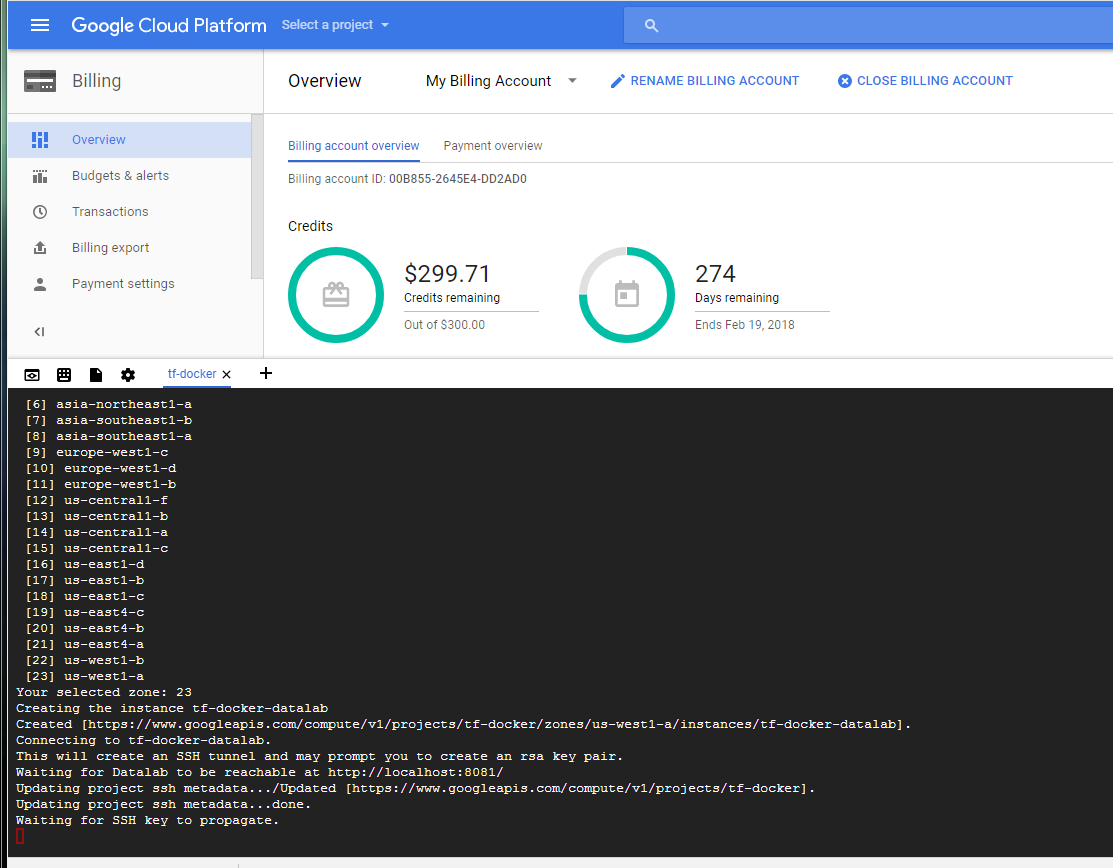 Google Cloud Platform Select a project
Billing
Overview
Budgets & alerts
Transactions
Billing export
Payment settings
Overview My Billing Account RENAME BILLING ACCOUNT CLOSE BILLING ACCOUNT
Billing account overview Payment overview
Billing account ID: 00B855-2645E4-DD2AD0
Credits
$299.71
Credits remaining
Out of $300.00
274
Days remaining
Ends Feb 19, 2018
tf-docker
[6] asia-northeast1-a
[7] asia-southeast1-b
[8] asia-southeast1-a
[9] europe-west1-c
[10] europe-west1-d
[11] europe-west1-b
[12] us-central1-f
[13] us-central1-b
[14] us-central1-a
[15] us-central1-c
[16] us-east1-d
[17] us-east1-b
[18] us-east1-c
[19] us-east4-c
[20] us-east4-b
[21] us-east4-a
[22] us-west1-b
[23] us-west1-a
Your selected zone: 23
Creating the instance tf-docker-datalab
Created [https://www.googleapis.com/compute/v1/projects/tf-docker/zones/us-west1-a/instances/tf-docker-datalab].
Connecting to tf-docker-datalab.
This will create an SSH tunnel and may prompt you to create an rsa key pair.
Waiting for Datalab to be reachable at http://localhost:8081/
Updating project ssh metadata.../Updated [https://www.googleapis.com/compute/v1/projects/tf-docker].
Updating project ssh metadata...done.
Waiting for SSH key to propagate.